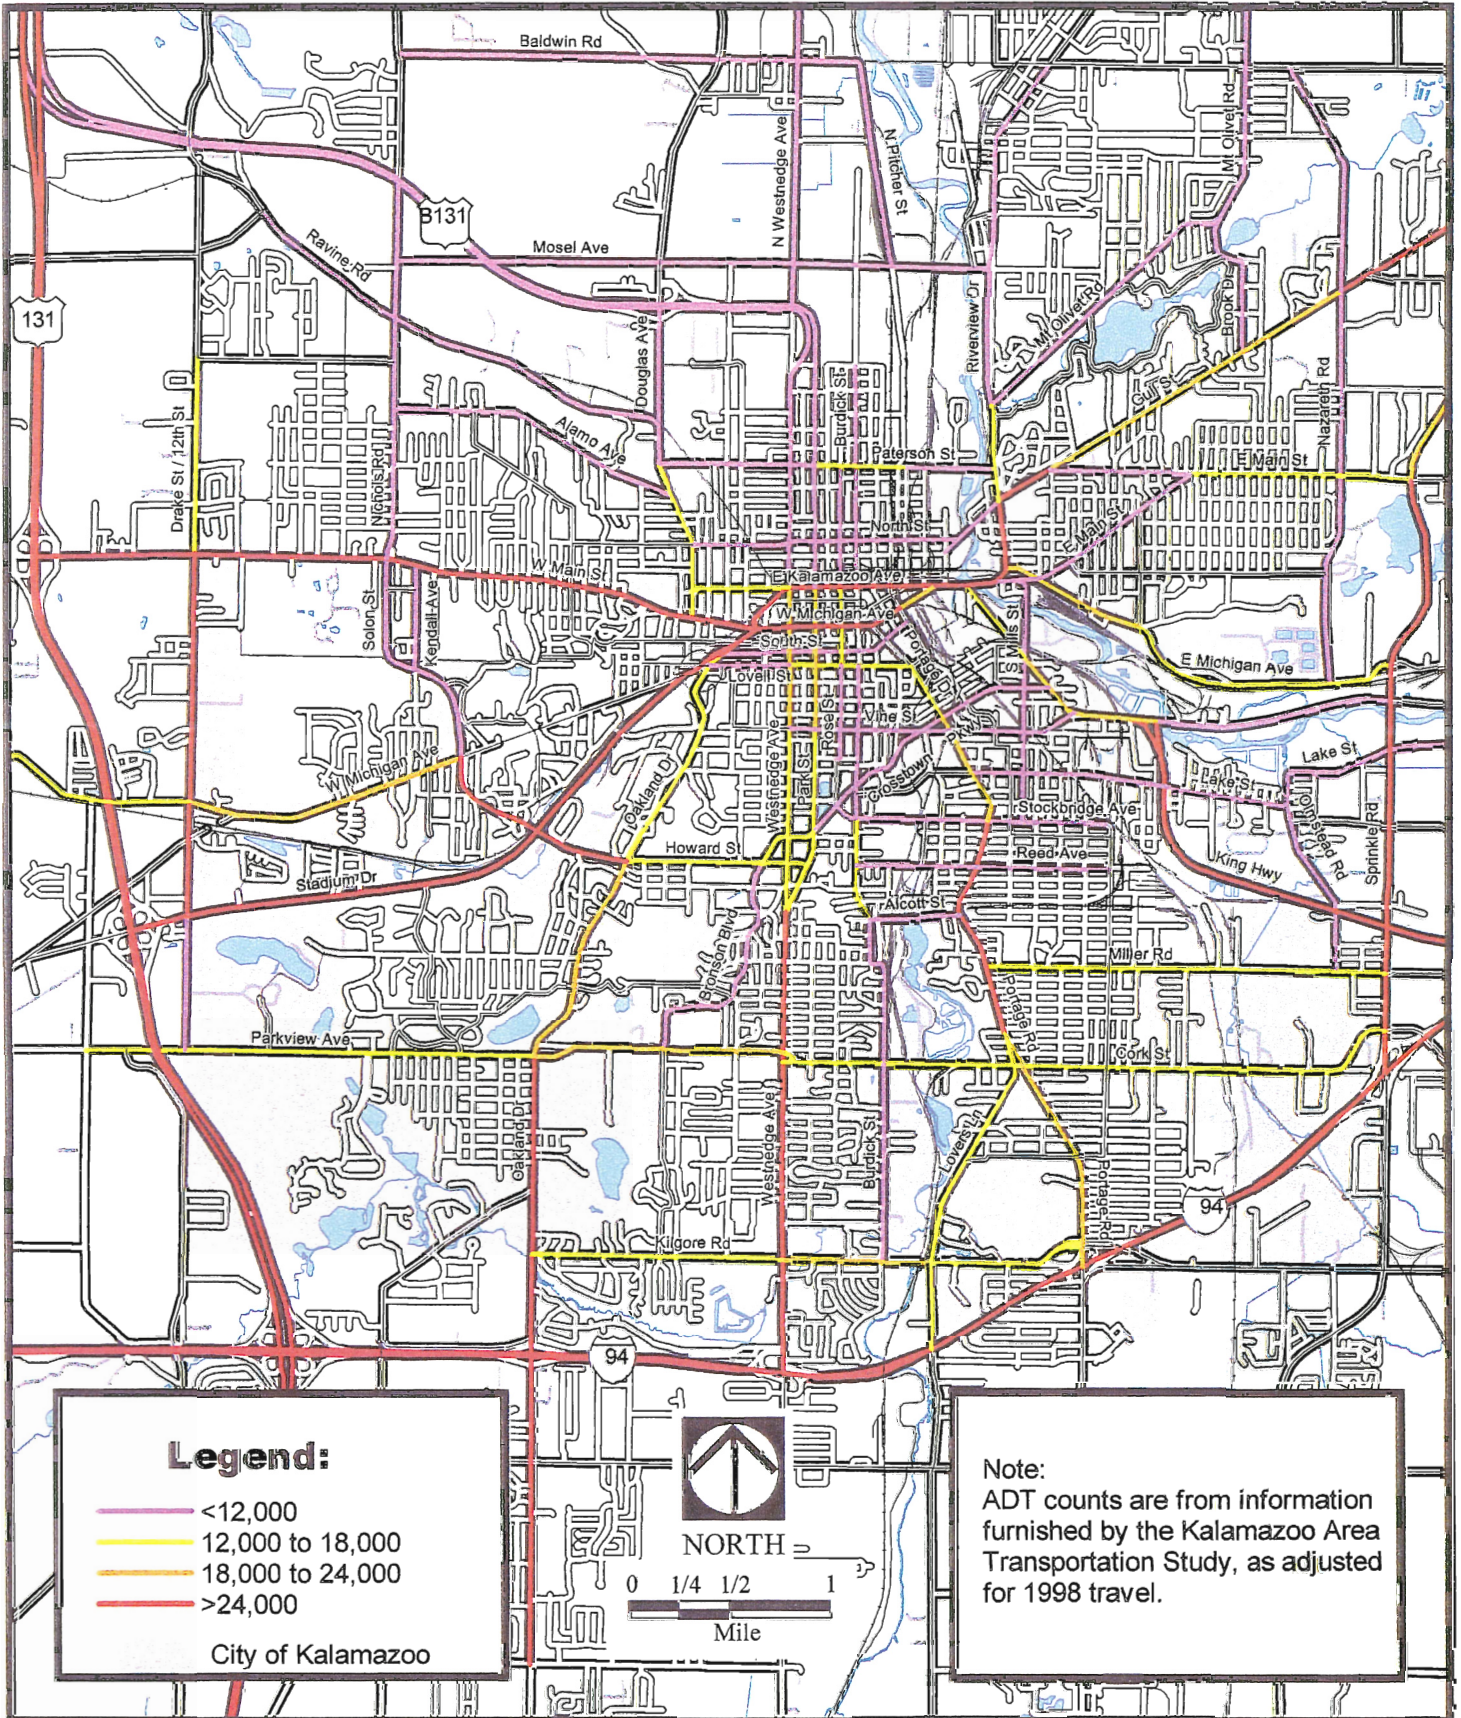 Baldwin Rd
N Westnedge Ave
N Pitcher St
Mt Olivet Rd
B131
Mosel Ave
Ravine Rd
131
Riverview Dr
Mt Olivet Rd
Brook Dr
Douglas Ave
Burdick St
Gull St
Nazareth Rd
Drake St / 12th St
Nichols Rd
Alamo Ave
Paterson St
E Main St
North St
E Main St
W Main St
E Kalamazoo Ave
Solon St
Kendall Ave
W Michigan Ave
South St
Portage Dr
S Mills St
E Michigan Ave
Lovell St
Vine St
Rose St
Westnedge Ave
Park St
Crosstown
Pkwy
W Michigan Ave
Oakland Dr
Lake St
Lake St
Stockbridge Ave
Olmstead Rd
Sprinkle Rd
Howard St
Reed Ave
King Hwy
Stadium Dr
Alcott St
Bronson Blvd
Miller Rd
Portage Rd
Parkview Ave
Cork St
Oakland Dr
Westnedge Ave
Burdick St
Lovers Ln
Portage Rd
94
Kilgore Rd
94
Legend:
<12,000
12,000 to 18,000
18,000 to 24,000
>24,000
City of Kalamazoo
NORTH
0 1/4 1/2 1
Mile
Note:
ADT counts are from information
furnished by the Kalamazoo Area
Transportation Study, as adjusted
for 1998 travel.